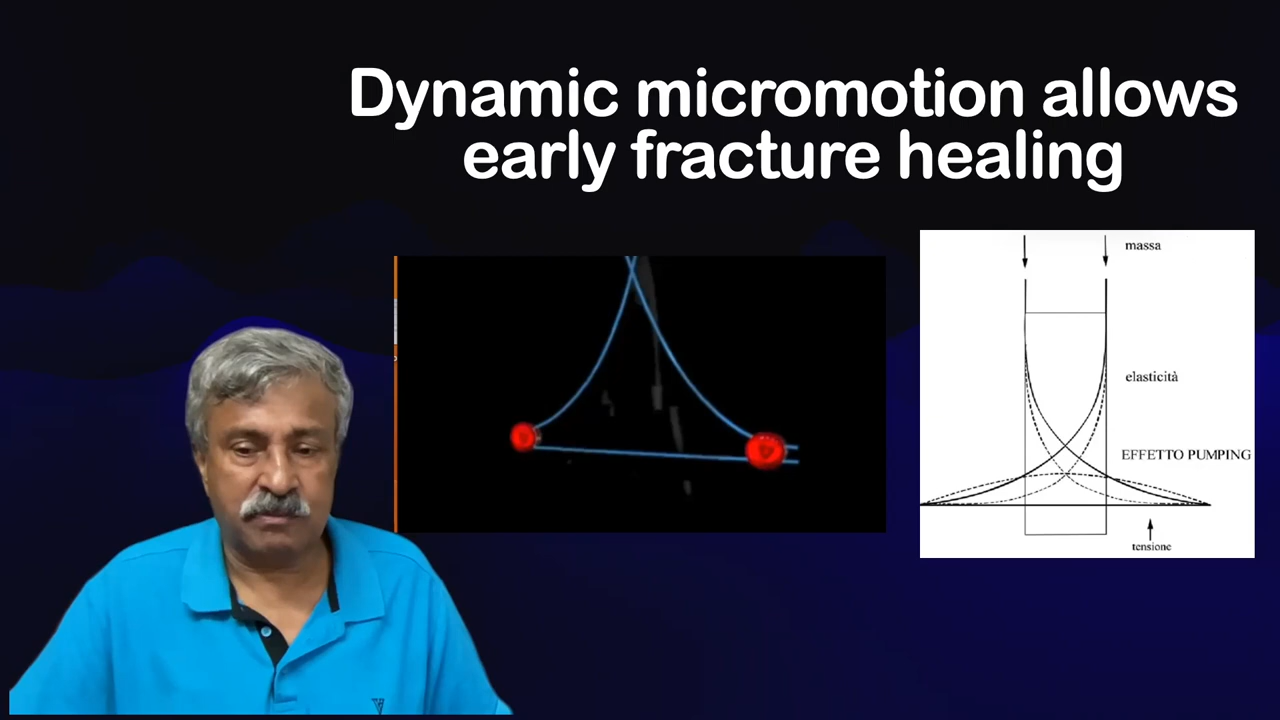 Dynamic micromotion allows
early fracture healing
massa
elasticità
EFFETTO PUMPING
tensione